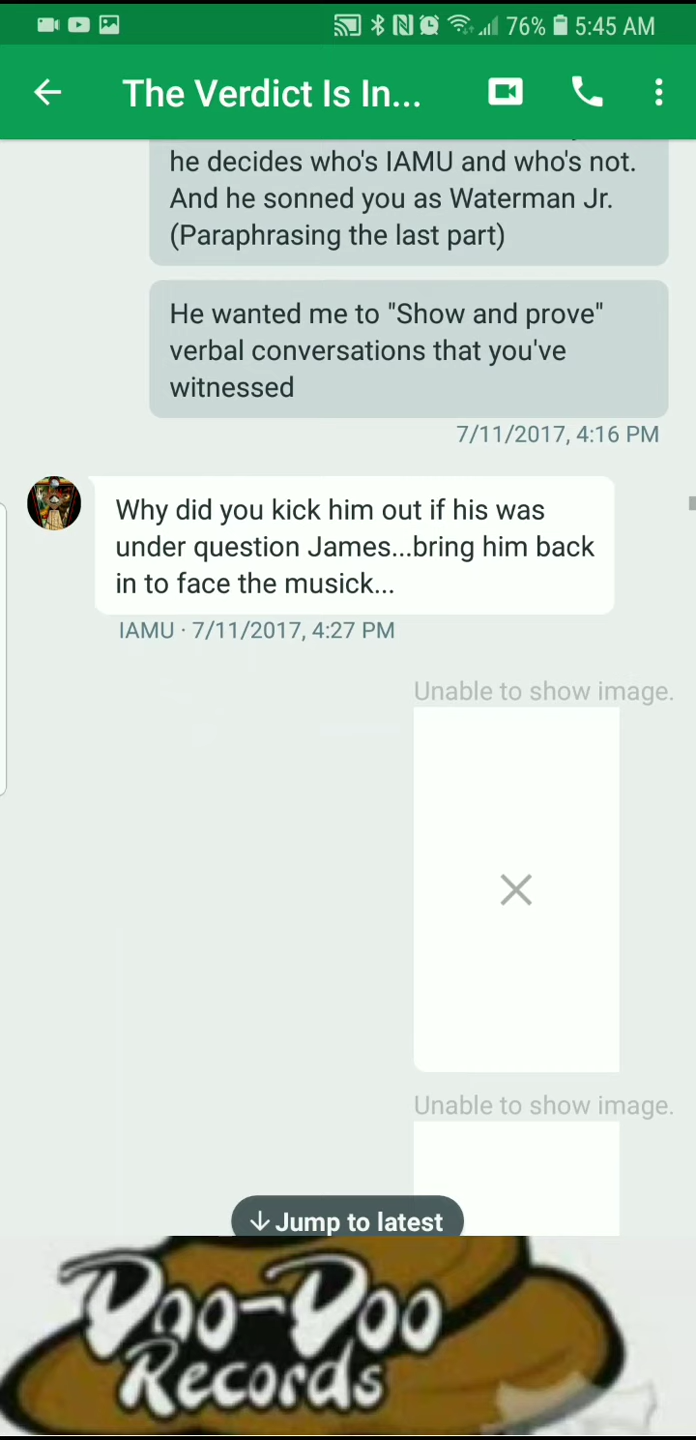 76% 5:45 AM
The Verdict Is In...
he decides who's IAMU and who's not.
And he sonned you as Waterman Jr.
(Paraphrasing the last part)
He wanted me to "Show and prove"
verbal conversations that you've
witnessed
7/11/2017, 4:16 PM
Why did you kick him out if his was
under question James...bring him back
in to face the musick...
IAMU · 7/11/2017, 4:27 PM
Unable to show image.
Unable to show image.
Jump to latest
Doo-Doo
Records